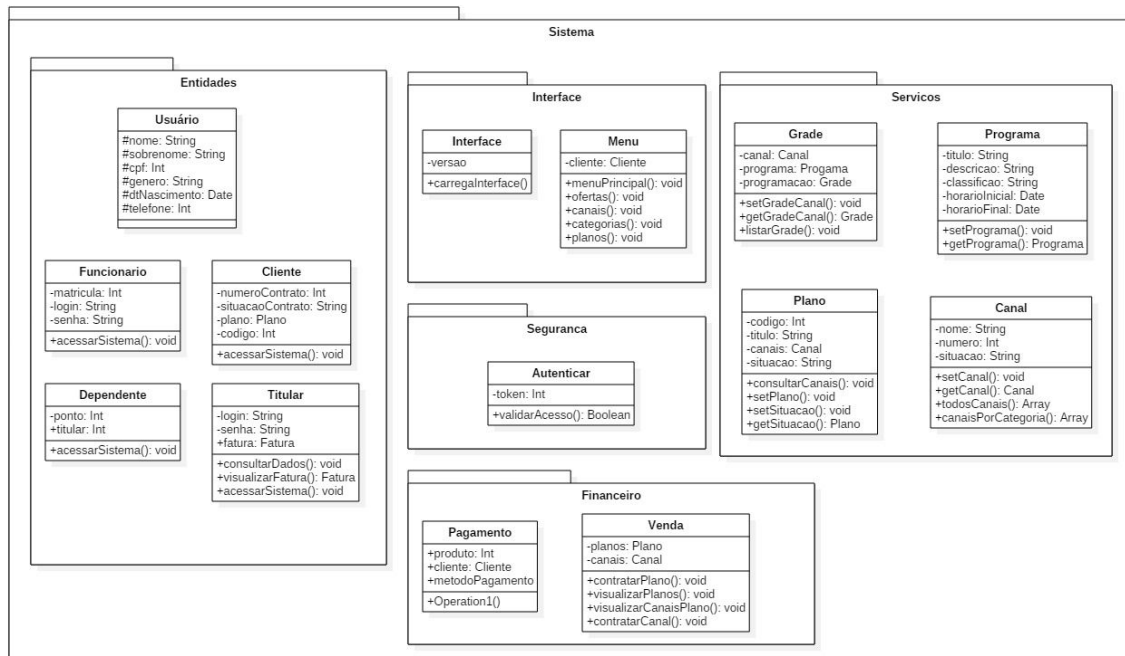 Sistema
Entidades
Usuário
#nome: String
#sobrenome: String
#cpf: Int
#genero: String
#dtNascimento: Date
#telefone: Int
Funcionario
-matricula: Int
-login: String
-senha: String
+acessarSistema(): void
Cliente
-numeroContrato: Int
-situacaoContrato: String
-plano: Plano
-codigo: Int
+acessarSistema(): void
Dependente
-ponto: Int
+titular: Int
+acessarSistema(): void
Titular
-login: String
-senha: String
+fatura: Fatura
+consultarDados(): void
+visualizarFatura(): Fatura
+acessarSistema(): void
Interface
Interface
-versao
+carregaInterface()
Menu
-cliente: Cliente
+menuPrincipal(): void
+ofertas(): void
+canais(): void
+categorias(): void
+planos(): void
Seguranca
Autenticar
-token: Int
+validarAcesso(): Boolean
Financeiro
Pagamento
+produto: Int
+cliente: Cliente
+metodoPagamento
+Operation1()
Venda
-planos: Plano
-canais: Canal
+contratarPlano(): void
+visualizarPlanos(): void
+visualizarCanaisPlano(): void
+contratarCanal(): void
Servicos
Grade
-canal: Canal
-programa: Progama
-programacao: Grade
+setGradeCanal(): void
+getGradeCanal(): Grade
+listarGrade(): void
Programa
-titulo: String
-descricao: String
-classificao: String
-horarioInicial: Date
-horarioFinal: Date
+setPrograma(): void
+getPrograma(): Programa
Plano
-codigo: Int
-titulo: String
-canais: Canal
-situacao: String
+consultarCanais(): void
+setPlano(): void
+setSituacao(): void
+getSituacao(): Plano
Canal
-nome: String
-numero: Int
-situacao: String
+setCanal(): void
+getCanal(): Canal
+todosCanais(): Array
+canaisPorCategoria(): Array